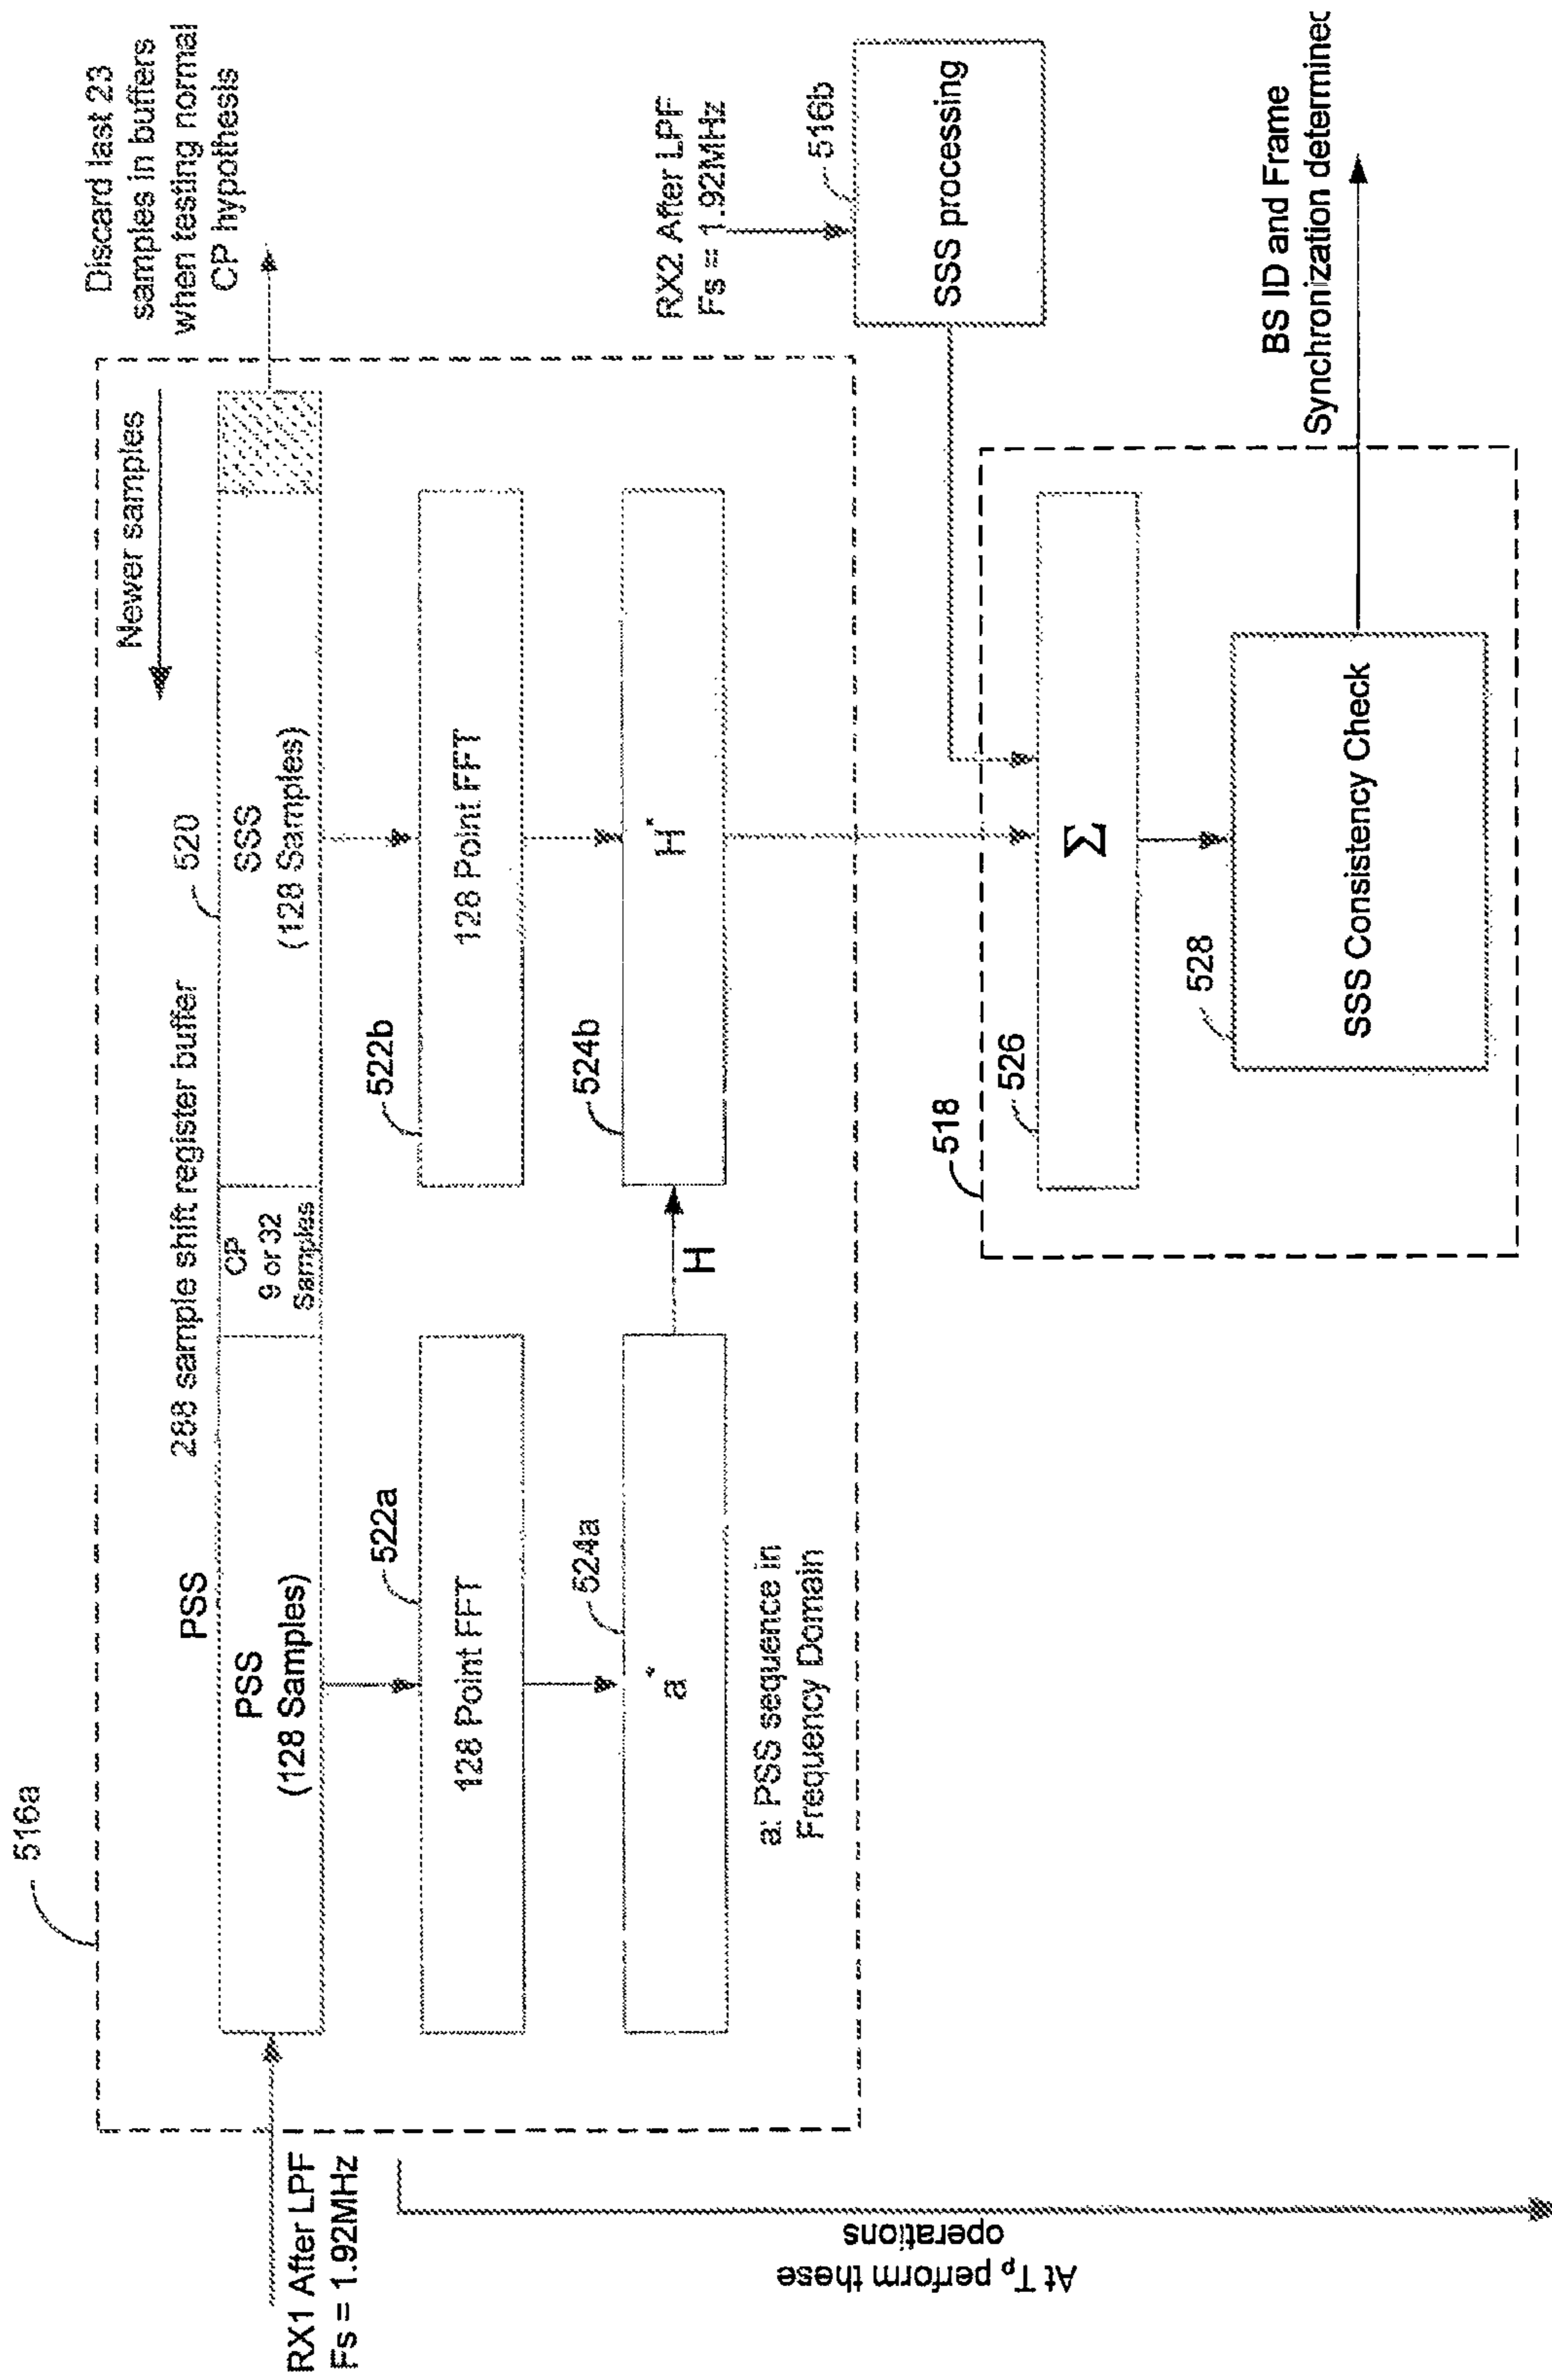 516a
PSS
288 sample shift register buffer
520
Newer samples
Discard last 23
samples in buffers
when testing normal
CP hypothesis
RX1 After LPF
Fs = 1.92MHz
PSS
(128 Samples)
CP
9 or 32
Samples
SSS
(128 Samples)
522a
128 Point FFT
522b
128 Point FFT
524a
a*
H
524b
H*
a: PSS sequence in
Frequency Domain
RX2 After LPF
Fs = 1.92MHz
516b
SSS processing
At Tp perform these
operations
518
526
Σ
528
SSS Consistency Check
BS ID and Frame
Synchronization determined